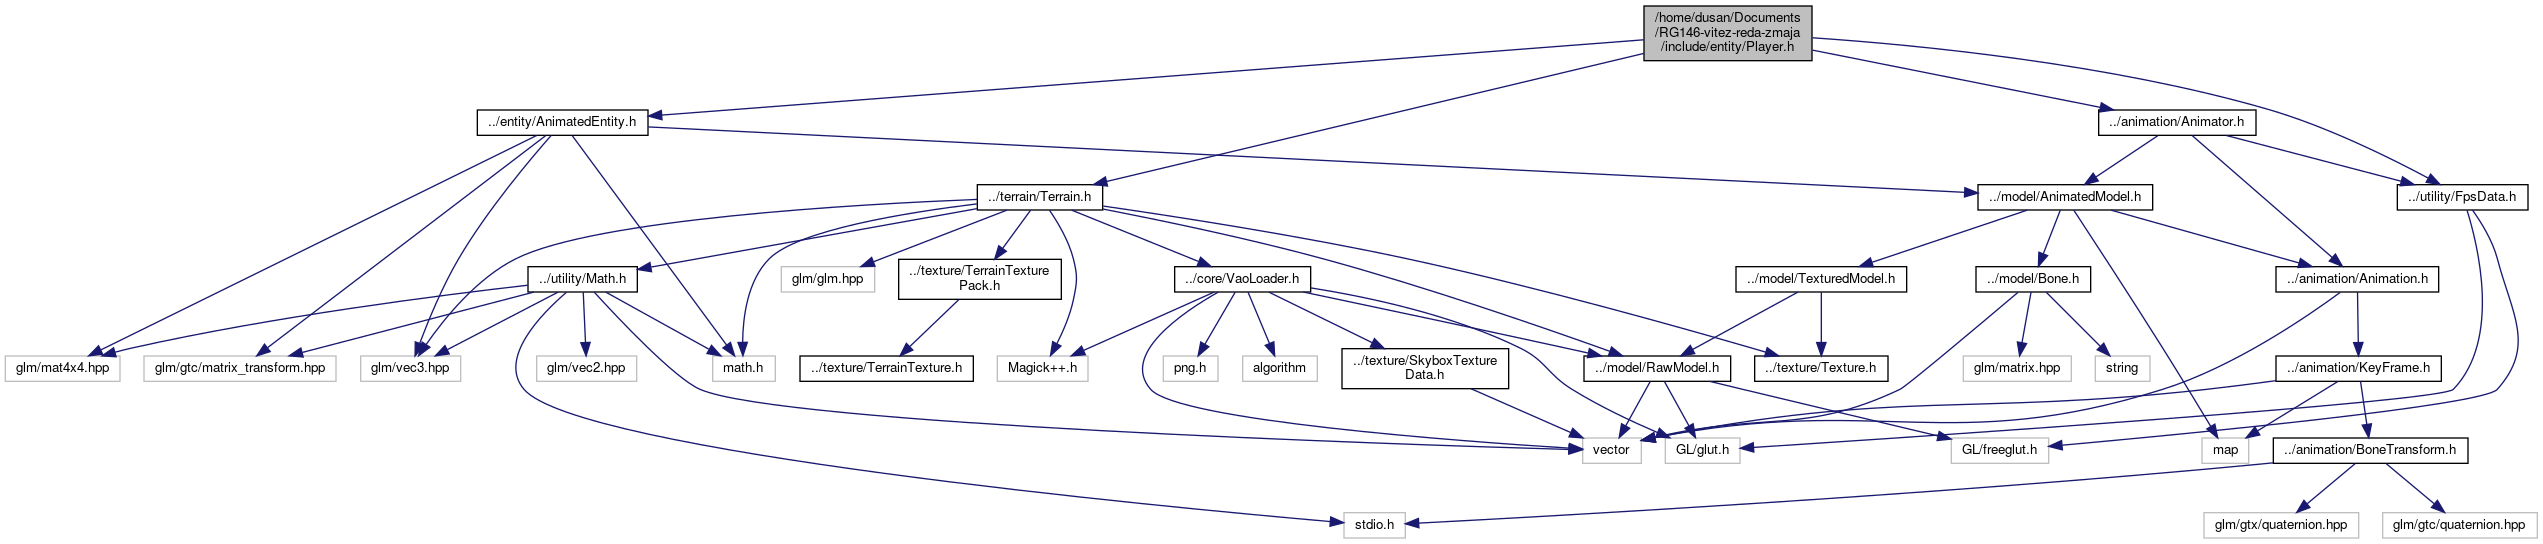 /home/dusan/Documents
/RG146-vitez-reda-zmaja
/include/entity/Player.h
../entity/AnimatedEntity.h
../animation/Animator.h
../terrain/Terrain.h
../model/AnimatedModel.h
../utility/FpsData.h
../utility/Math.h
glm/glm.hpp
../texture/TerrainTexture
Pack.h
../core/VaoLoader.h
../model/TexturedModel.h
../model/Bone.h
../animation/Animation.h
glm/mat4x4.hpp
glm/gtc/matrix_transform.hpp
glm/vec3.hpp
glm/vec2.hpp
math.h
../texture/TerrainTexture.h
Magick++.h
png.h
algorithm
../texture/SkyboxTexture
Data.h
../model/RawModel.h
../texture/Texture.h
glm/matrix.hpp
string
../animation/KeyFrame.h
vector
GL/glut.h
GL/freeglut.h
map
../animation/BoneTransform.h
stdio.h
glm/gtx/quaternion.hpp
glm/gtc/quaternion.hpp